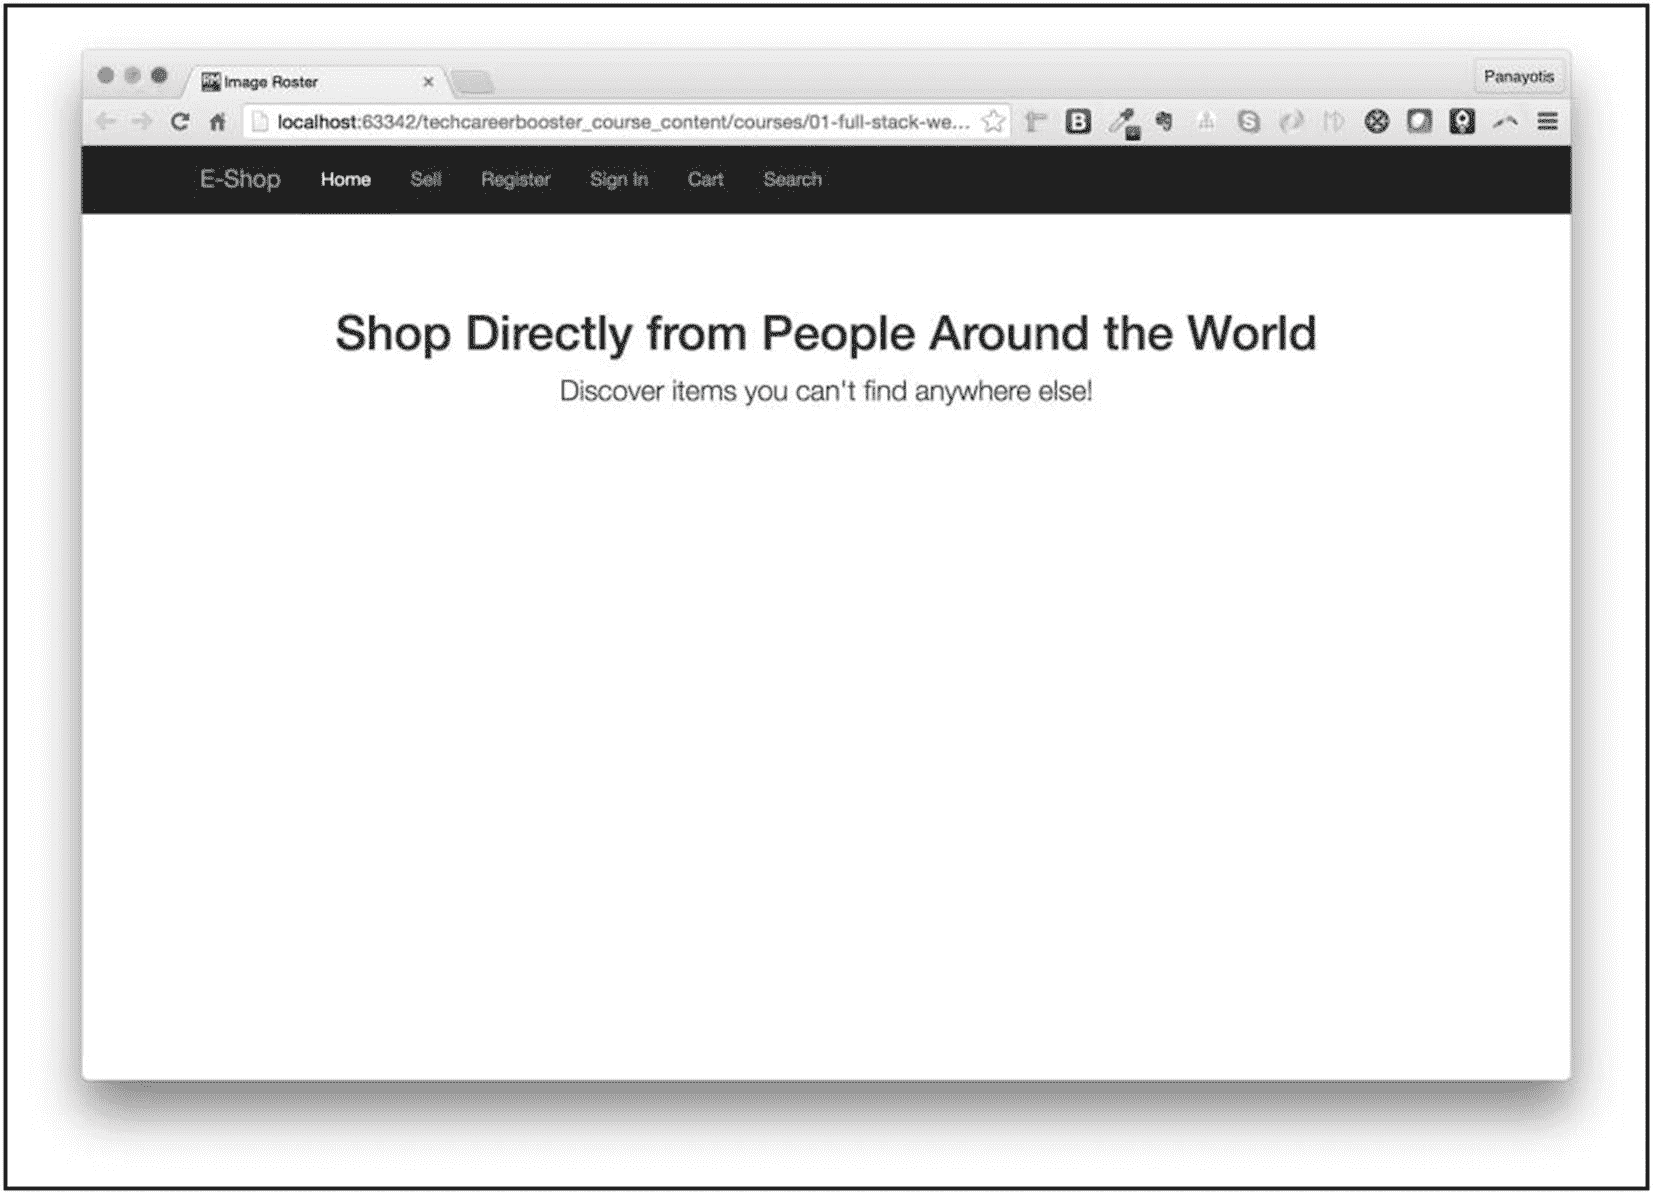 Image Roster
Panayotis
localhost:63342/techcareerbooster_course_content/courses/01-full-stack-we...
E-Shop Home Sell Register Sign In Cart Search
Shop Directly from People Around the World
Discover items you can't find anywhere else!